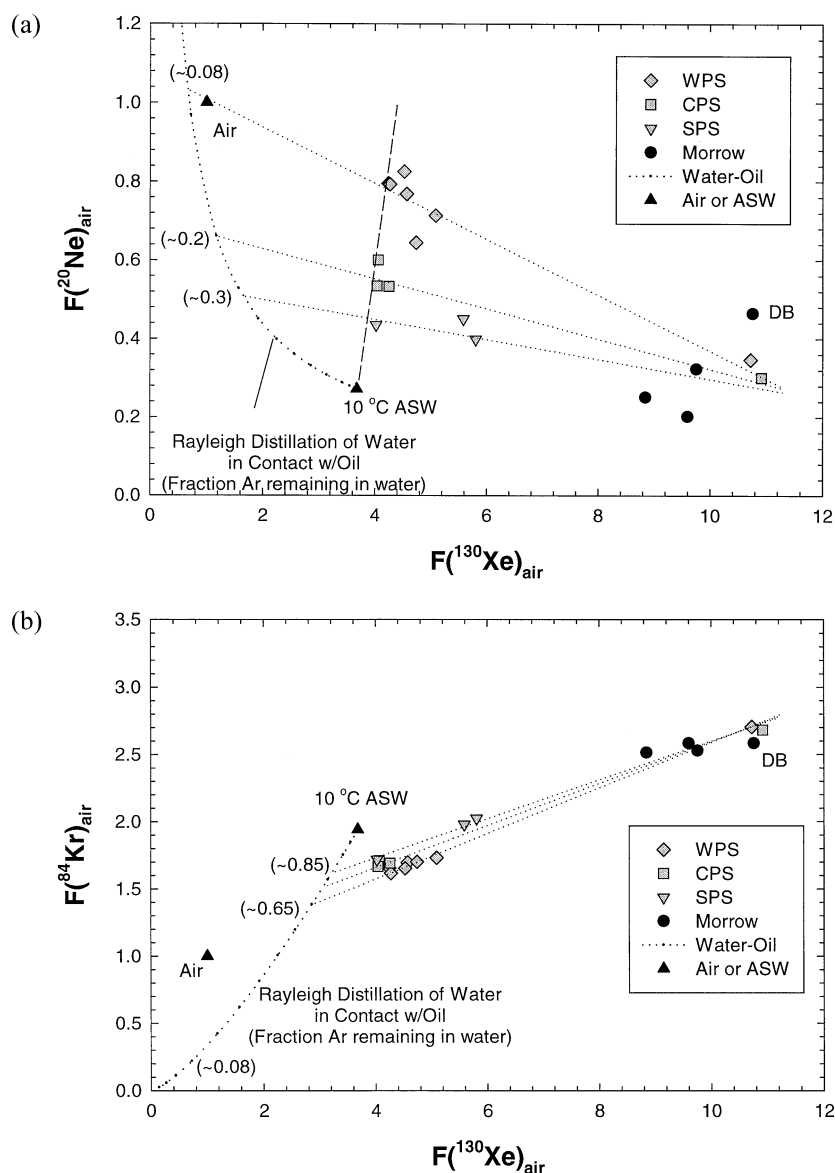 (a)
1.2
1.0
0.8
0.6
0.4
0.2
0.0
F(²⁰Ne)air
(~0.08)
Air
(~0.2)
(~0.3)
10 °C ASW
Rayleigh Distillation of Water
in Contact w/Oil
(Fraction Ar remaining in water)
WPS
CPS
SPS
Morrow
Water-Oil
Air or ASW
DB
0 2 4 6 8 10 12
F(¹³⁰Xe)air
(b)
3.5
3.0
2.5
2.0
1.5
1.0
0.5
0.0
F(⁸⁴Kr)air
DB
10 °C ASW
(~0.85)
(~0.65)
Air
(~0.08)
Rayleigh Distillation of Water
in Contact w/Oil
(Fraction Ar remaining in water)
WPS
CPS
SPS
Morrow
Water-Oil
Air or ASW
0 2 4 6 8 10 12
F(¹³⁰Xe)air